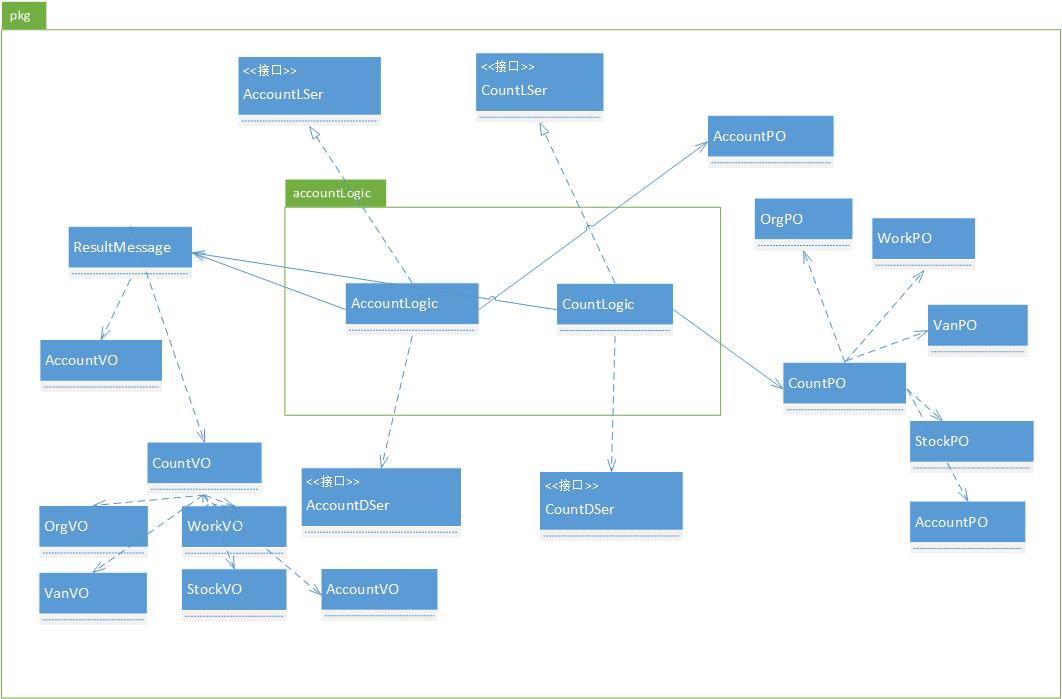 pkg
<<接口>>
AccountLSer
<<接口>>
CountLSer
AccountPO
accountLogic
OrgPO
WorkPO
ResultMessage
AccountLogic
CountLogic
VanPO
AccountVO
CountPO
StockPO
CountVO
<<接口>>
AccountDSer
<<接口>>
CountDSer
AccountPO
OrgVO
WorkVO
VanVO
StockVO
AccountVO